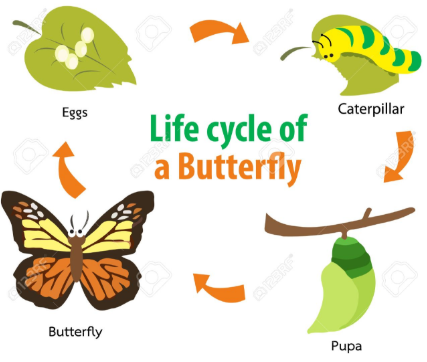 Eggs
Caterpillar
Life cycle of
a Butterfly
Butterfly
Pupa